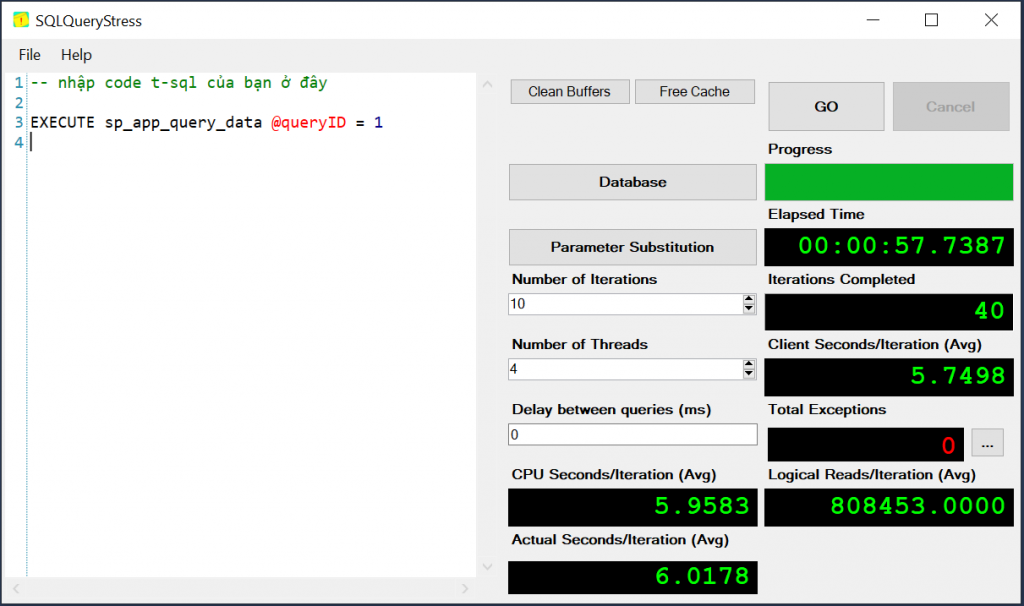 SQLQueryStress
File Help
1 -- nhập code t-sql của bạn ở đây
2
3 EXECUTE sp_app_query_data @queryID = 1
4
Clean Buffers Free Cache
GO Cancel
Progress
Database
Elapsed Time
00:00:57.7387
Parameter Substitution
Number of Iterations
10
Iterations Completed
40
Number of Threads
4
Client Seconds/Iteration (Avg)
5.7498
Delay between queries (ms)
0
Total Exceptions
0 ...
CPU Seconds/Iteration (Avg)
5.9583
Logical Reads/Iteration (Avg)
808453.0000
Actual Seconds/Iteration (Avg)
6.0178